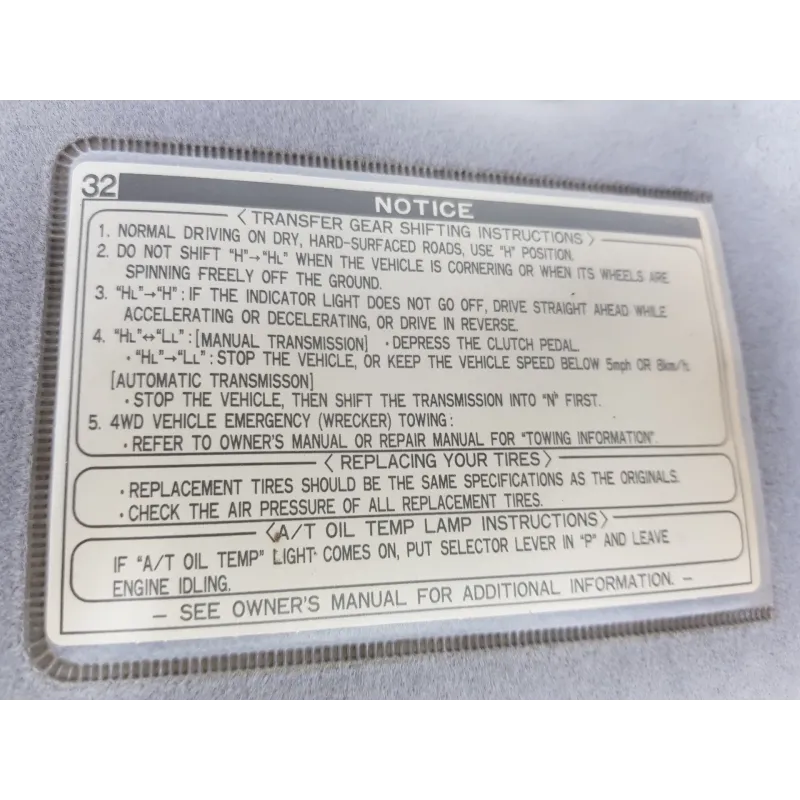 32
NOTICE
〈 TRANSFER GEAR SHIFTING INSTRUCTIONS 〉
1. NORMAL DRIVING ON DRY, HARD-SURFACED ROADS, USE "H" POSITION.
2. DO NOT SHIFT "H"→"HL" WHEN THE VEHICLE IS CORNERING OR WHEN ITS WHEELS ARE
SPINNING FREELY OFF THE GROUND.
3. "HL"→"H" : IF THE INDICATOR LIGHT DOES NOT GO OFF, DRIVE STRAIGHT AHEAD WHILE
ACCELERATING OR DECELERATING, OR DRIVE IN REVERSE.
4. "HL"↔"LL" : [MANUAL TRANSMISSION] ・DEPRESS THE CLUTCH PEDAL.
・"HL"→"LL" : STOP THE VEHICLE, OR KEEP THE VEHICLE SPEED BELOW 5mph OR 8km/h.
[AUTOMATIC TRANSMISSON]
・STOP THE VEHICLE, THEN SHIFT THE TRANSMISSION INTO "N" FIRST.
5. 4WD VEHICLE EMERGENCY (WRECKER) TOWING :
・REFER TO OWNER'S MANUAL OR REPAIR MANUAL FOR "TOWING INFORMATION".
〈 REPLACING YOUR TIRES 〉
・REPLACEMENT TIRES SHOULD BE THE SAME SPECIFICATIONS AS THE ORIGINALS.
・CHECK THE AIR PRESSURE OF ALL REPLACEMENT TIRES.
〈A/T OIL TEMP LAMP INSTRUCTIONS〉
IF "A/T OIL TEMP" LIGHT COMES ON, PUT SELECTOR LEVER IN "P" AND LEAVE
ENGINE IDLING.
– SEE OWNER'S MANUAL FOR ADDITIONAL INFORMATION. –